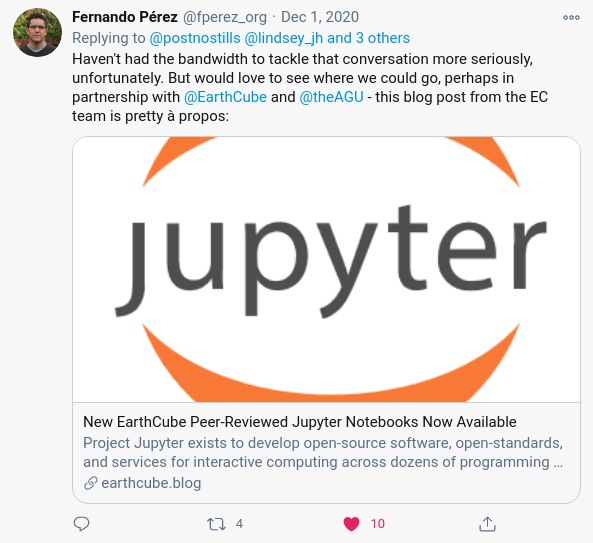 Fernando Pérez @fperez_org · Dec 1, 2020
Replying to @postnostills @lindsey_jh and 3 others
Haven't had the bandwidth to tackle that conversation more seriously,
unfortunately. But would love to see where we could go, perhaps in
partnership with @EarthCube and @theAGU - this blog post from the EC
team is pretty à propos:
jupyter
New EarthCube Peer-Reviewed Jupyter Notebooks Now Available
Project Jupyter exists to develop open-source software, open-standards,
and services for interactive computing across dozens of programming ...
earthcube.blog
4 10